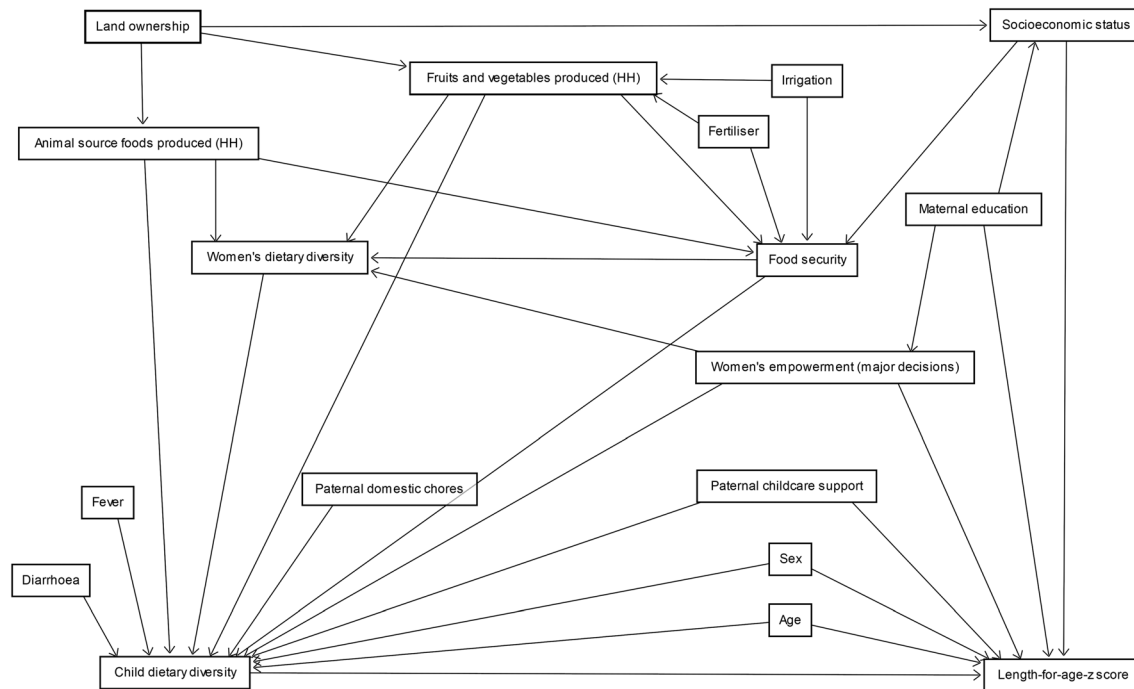 Land ownership
Socioeconomic status
Fruits and vegetables produced (HH)
Irrigation
Fertiliser
Animal source foods produced (HH)
Maternal education
Women's dietary diversity
Food security
Women's empowerment (major decisions)
Paternal domestic chores
Paternal childcare support
Fever
Sex
Diarrhoea
Age
Child dietary diversity
Length-for-age-z score